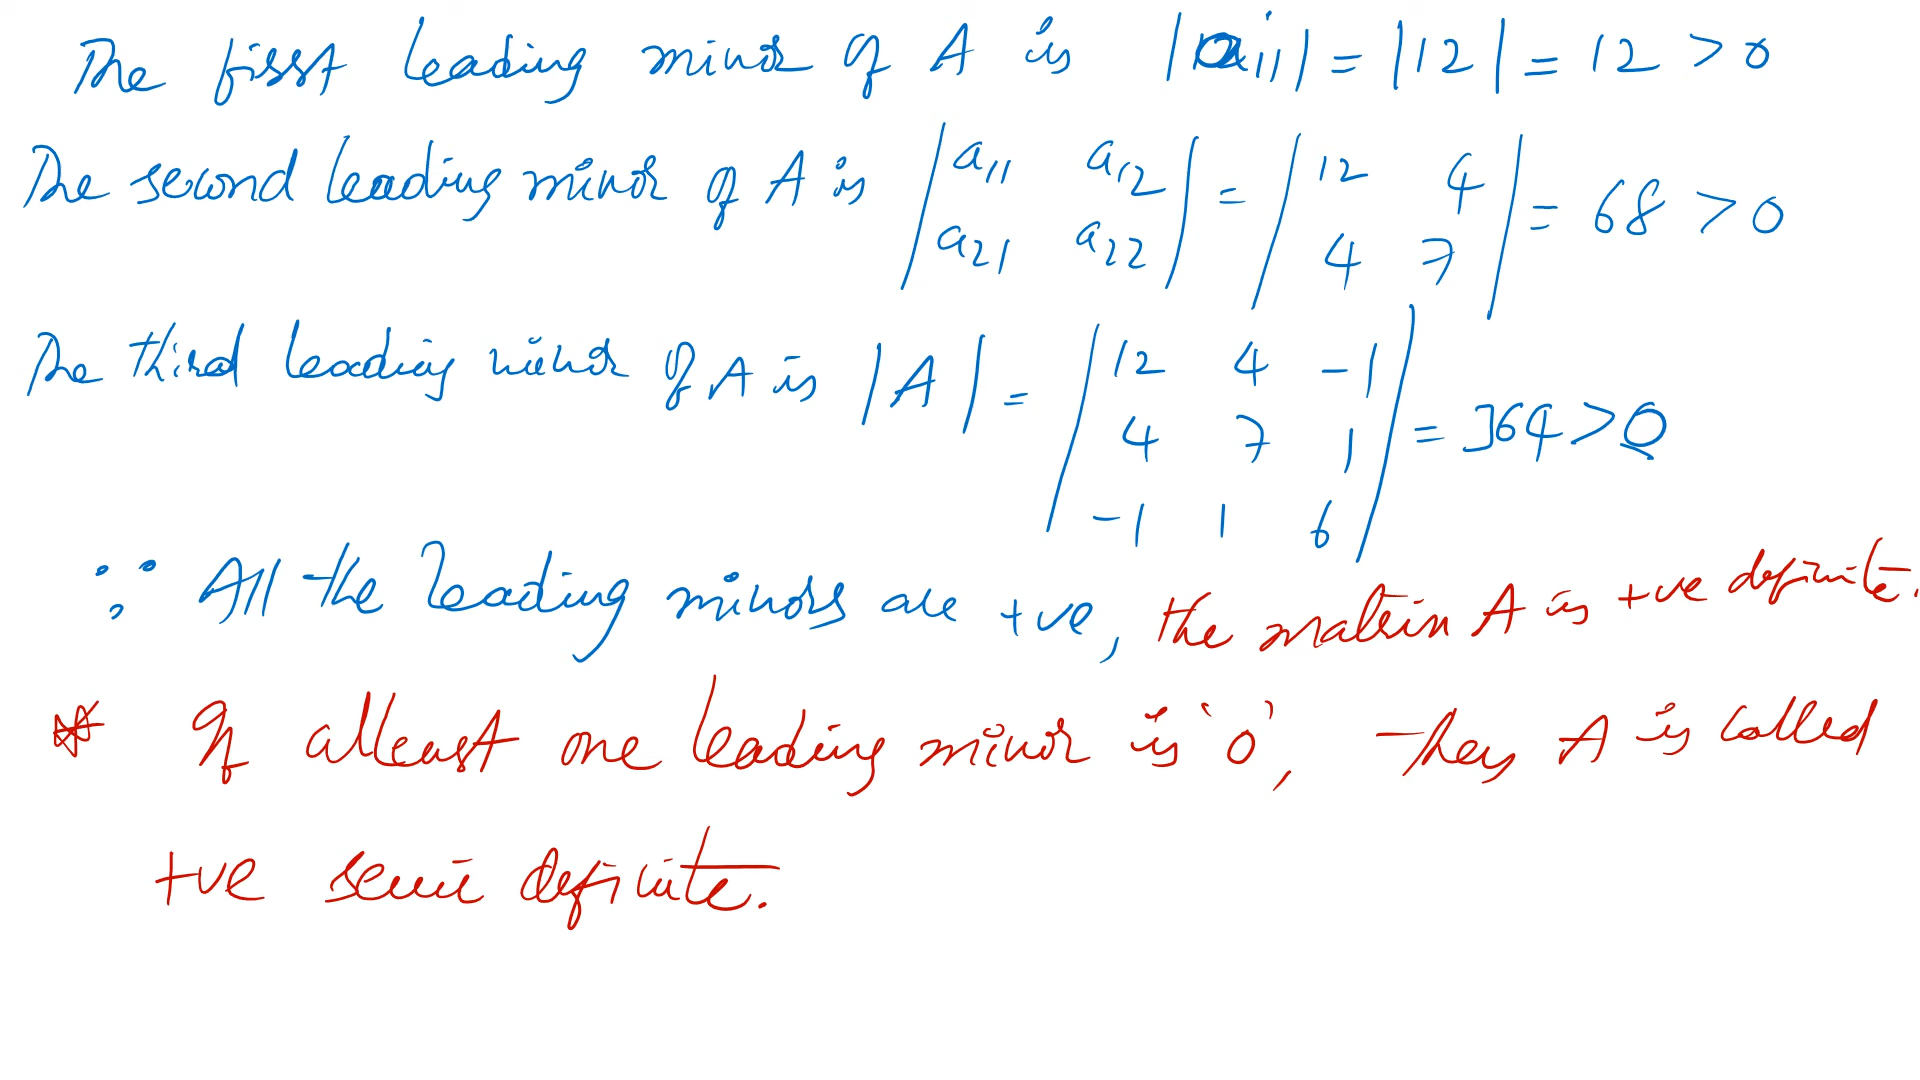 The first leading minor of A is |a11| = |12| = 12 > 0
The second leading minor of A is |a11 a12 a21 a22| = |12 4 4 7| = 68 > 0
The third leading minor of A is |A| = |12 4 -1 4 7 1 -1 1 6| = 364 > 0
∵ All the leading minors are +ve, the matrix A is +ve definite.
* If atleast one leading minor is '0', then A is called
+ve semi definite.